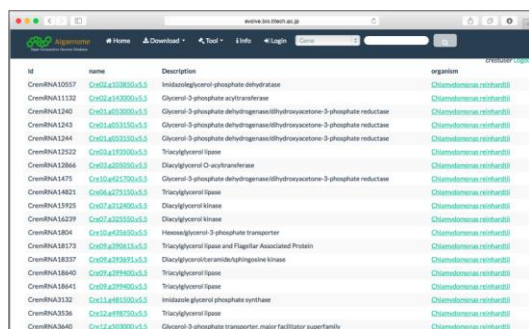 evolve.bio.titech.ac.jp
Algaenome
Home Download Tool Info Login Gene
crestuser Logout
Id name Description organism
CremRNA10557 Cre02.g103850.v5.5 Imidazoleglycerol-phosphate dehydratase Chlamydomonas reinhardtii
CremRNA11132 Cre02.g143000.v5.5 Glycerol-3-phosphate acyltransferase Chlamydomonas reinhardtii
CremRNA1240 Cre01.g053000.v5.5 Glycerol-3-phosphate dehydrogenase/dihydroxyacetone-3-phosphate reductase Chlamydomonas reinhardtii
CremRNA1243 Cre01.g053150.v5.5 Glycerol-3-phosphate dehydrogenase/dihydroxyacetone-3-phosphate reductase Chlamydomonas reinhardtii
CremRNA1244 Cre01.g053150.v5.5 Glycerol-3-phosphate dehydrogenase/dihydroxyacetone-3-phosphate reductase Chlamydomonas reinhardtii
CremRNA12522 Cre03.g193500.v5.5 Triacylglycerol lipase Chlamydomonas reinhardtii
CremRNA12866 Cre03.g205050.v5.5 Diacylglycerol O-acyltransferase Chlamydomonas reinhardtii
CremRNA1475 Cre10.g421700.v5.5 Glycerol-3-phosphate dehydrogenase/dihydroxyacetone-3-phosphate reductase Chlamydomonas reinhardtii
CremRNA14821 Cre06.g275150.v5.5 Triacylglycerol lipase Chlamydomonas reinhardtii
CremRNA15925 Cre07.g312400.v5.5 Diacylglycerol kinase Chlamydomonas reinhardtii
CremRNA16239 Cre07.g325550.v5.5 Diacylglycerol kinase Chlamydomonas reinhardtii
CremRNA1804 Cre10.g435650.v5.5 Hexose/glycerol-3-phosphate transporter Chlamydomonas reinhardtii
CremRNA18173 Cre09.g390615.v5.5 Triacylglycerol lipase and Flagellar Associated Protein Chlamydomonas reinhardtii
CremRNA18337 Cre09.g393691.v5.5 Diacylglycerol/ceramide/sphingosine kinase Chlamydomonas reinhardtii
CremRNA18640 Cre09.g399400.v5.5 Triacylglycerol lipase Chlamydomonas reinhardtii
CremRNA18641 Cre09.g399400.v5.5 Triacylglycerol lipase Chlamydomonas reinhardtii
CremRNA3132 Cre11.g481500.v5.5 Imidazole glycerol phosphate synthase Chlamydomonas reinhardtii
CremRNA3536 Cre12.g498750.v5.5 Triacylglycerol lipase Chlamydomonas reinhardtii
CremRNA3640 Cre12.g503000.v5.5 Glycerol-3-phosphate transporter, major facilitator superfamily Chlamydomonas reinhardtii